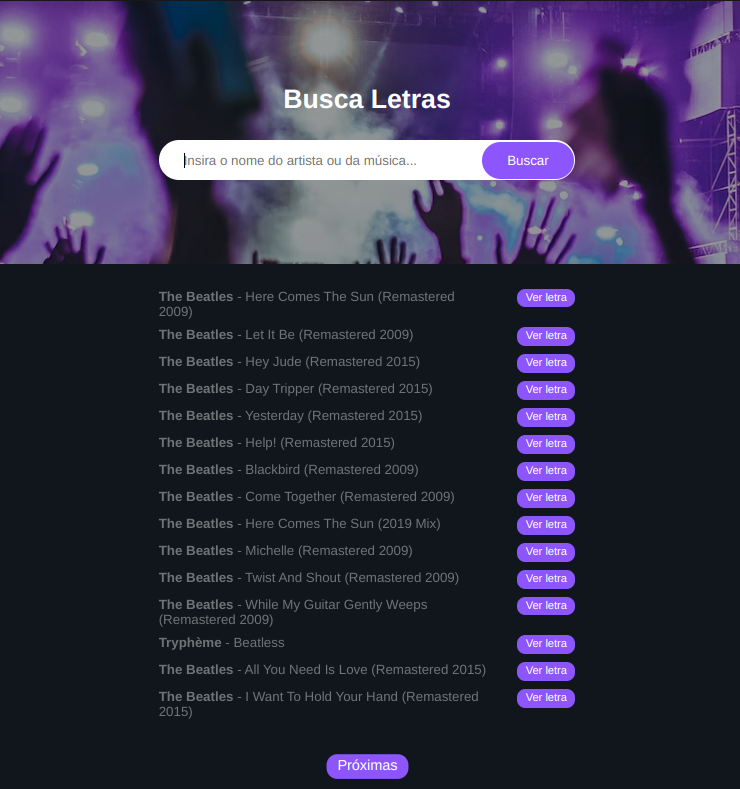 Busca Letras
Insira o nome do artista ou da música...
Buscar
The Beatles - Here Comes The Sun (Remastered
2009)
Ver letra
The Beatles - Let It Be (Remastered 2009)
Ver letra
The Beatles - Hey Jude (Remastered 2015)
Ver letra
The Beatles - Day Tripper (Remastered 2015)
Ver letra
The Beatles - Yesterday (Remastered 2015)
Ver letra
The Beatles - Help! (Remastered 2015)
Ver letra
The Beatles - Blackbird (Remastered 2009)
Ver letra
The Beatles - Come Together (Remastered 2009)
Ver letra
The Beatles - Here Comes The Sun (2019 Mix)
Ver letra
The Beatles - Michelle (Remastered 2009)
Ver letra
The Beatles - Twist And Shout (Remastered 2009)
Ver letra
The Beatles - While My Guitar Gently Weeps
(Remastered 2009)
Ver letra
Tryphème - Beatless
Ver letra
The Beatles - All You Need Is Love (Remastered 2015)
Ver letra
The Beatles - I Want To Hold Your Hand (Remastered
2015)
Ver letra
Próximas